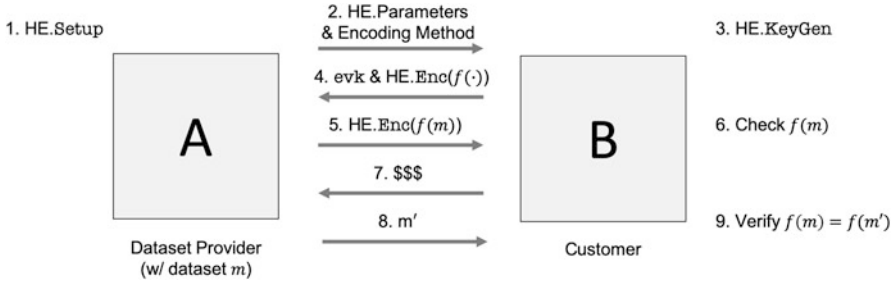 1. HE.Setup
2. HE.Parameters
& Encoding Method
3. HE.KeyGen
4. evk & HE.Enc(f(·))
5. HE.Enc(f(m))
6. Check f(m)
7. $$$
8. m′
9. Verify f(m) = f(m′)
A
B
Dataset Provider
(w/ dataset m)
Customer